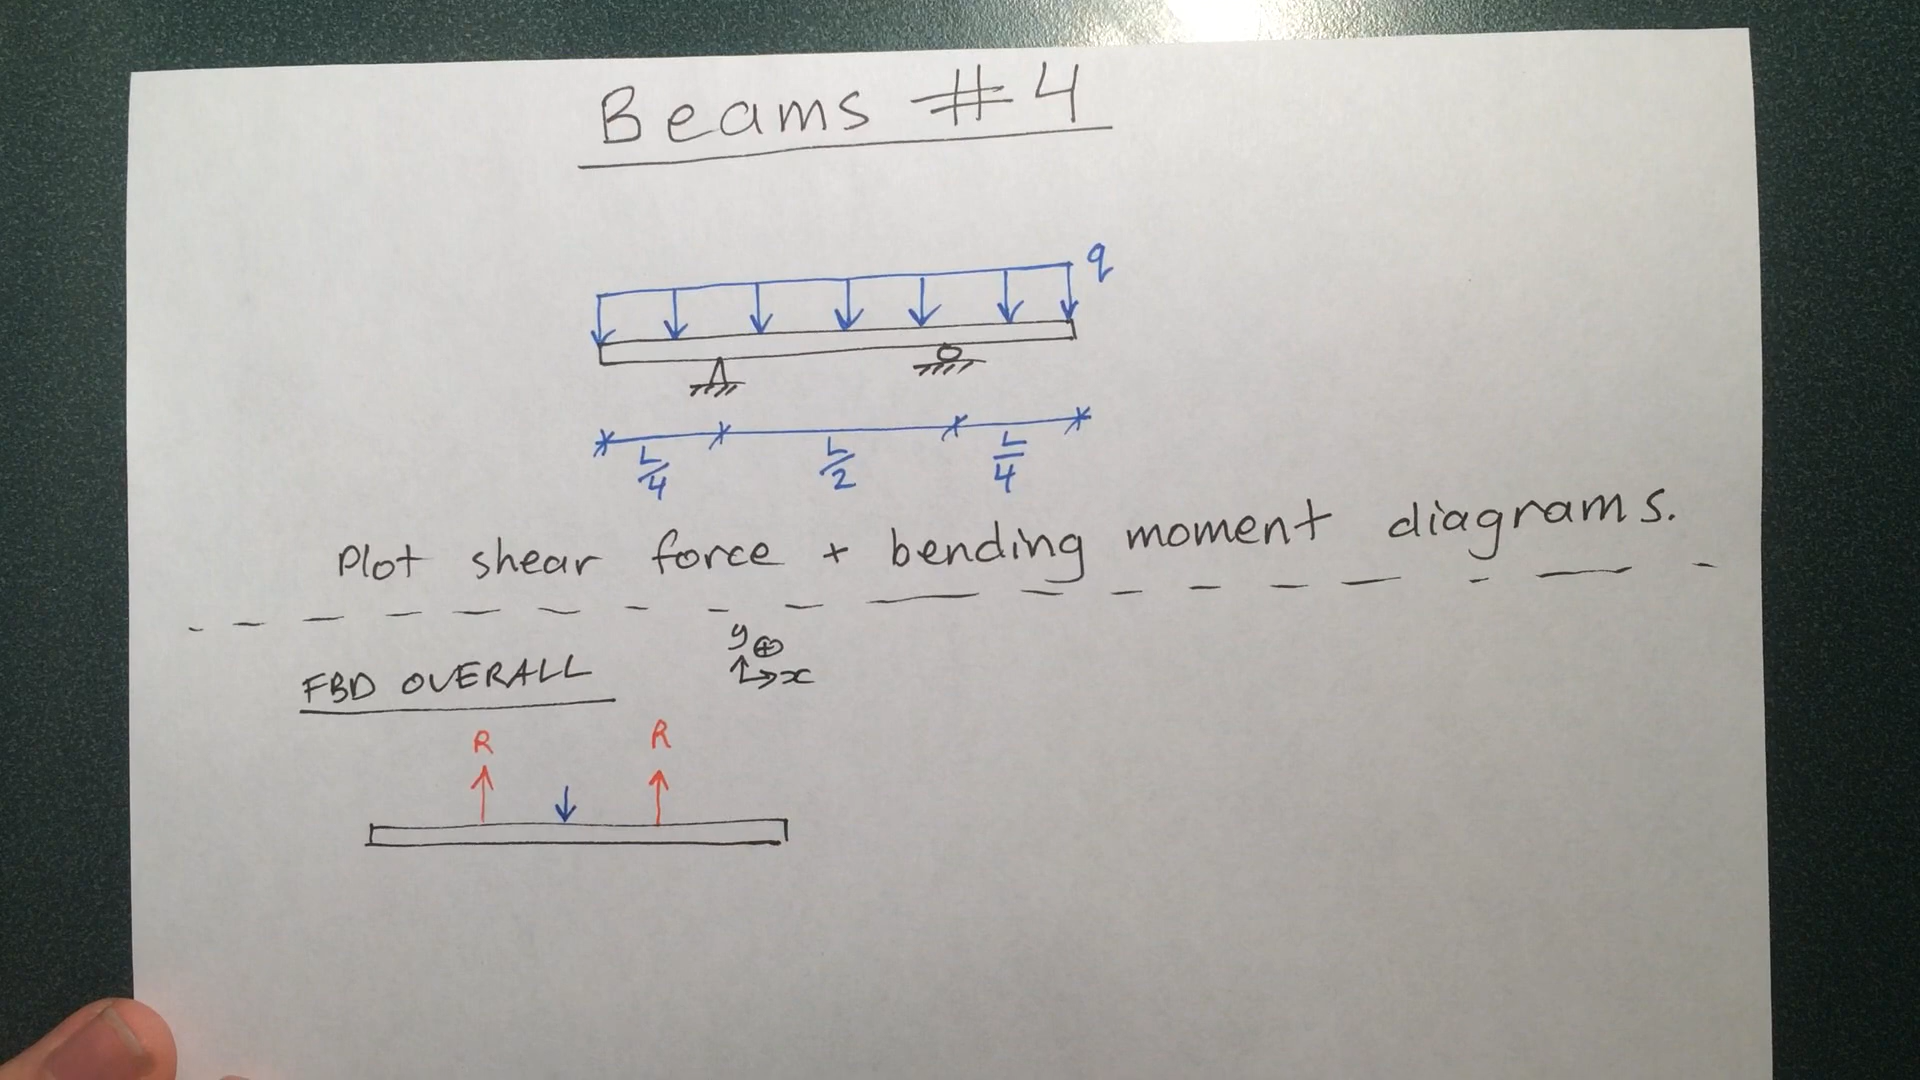 Beams #4
q
L/4 L/2 L/4
Plot shear force + bending moment diagrams.
y ⊕
x
FBD OVERALL
R R